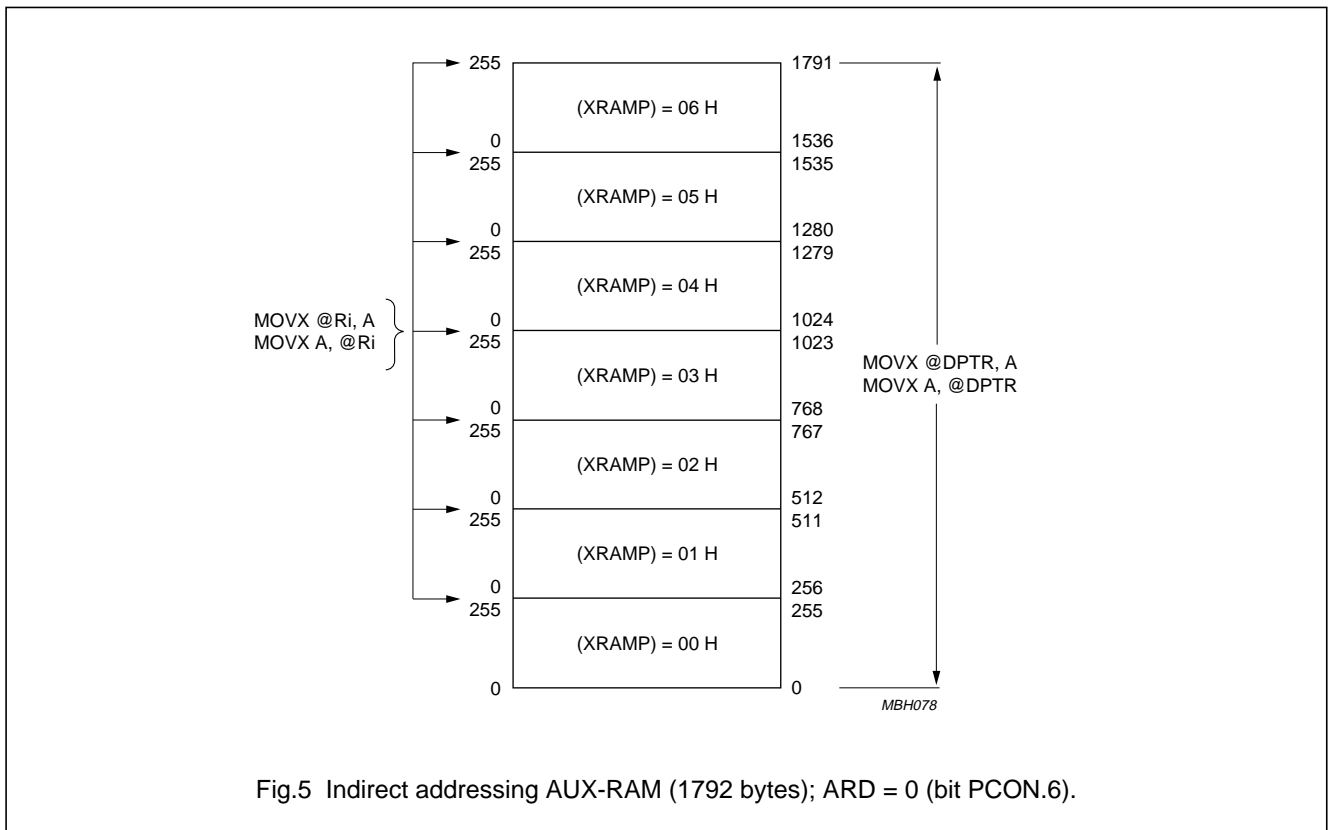 255 1791
(XRAMP) = 06 H
0 1536
255 1535
(XRAMP) = 05 H
0 1280
255 1279
(XRAMP) = 04 H
MOVX @Ri, A 0 1024
MOVX A, @Ri 255 1023
(XRAMP) = 03 H
MOVX @DPTR, A
MOVX A, @DPTR
0 768
255 767
(XRAMP) = 02 H
0 512
255 511
(XRAMP) = 01 H
0 256
255 255
(XRAMP) = 00 H
0 0
MBH078
Fig.5 Indirect addressing AUX-RAM (1792 bytes); ARD = 0 (bit PCON.6).